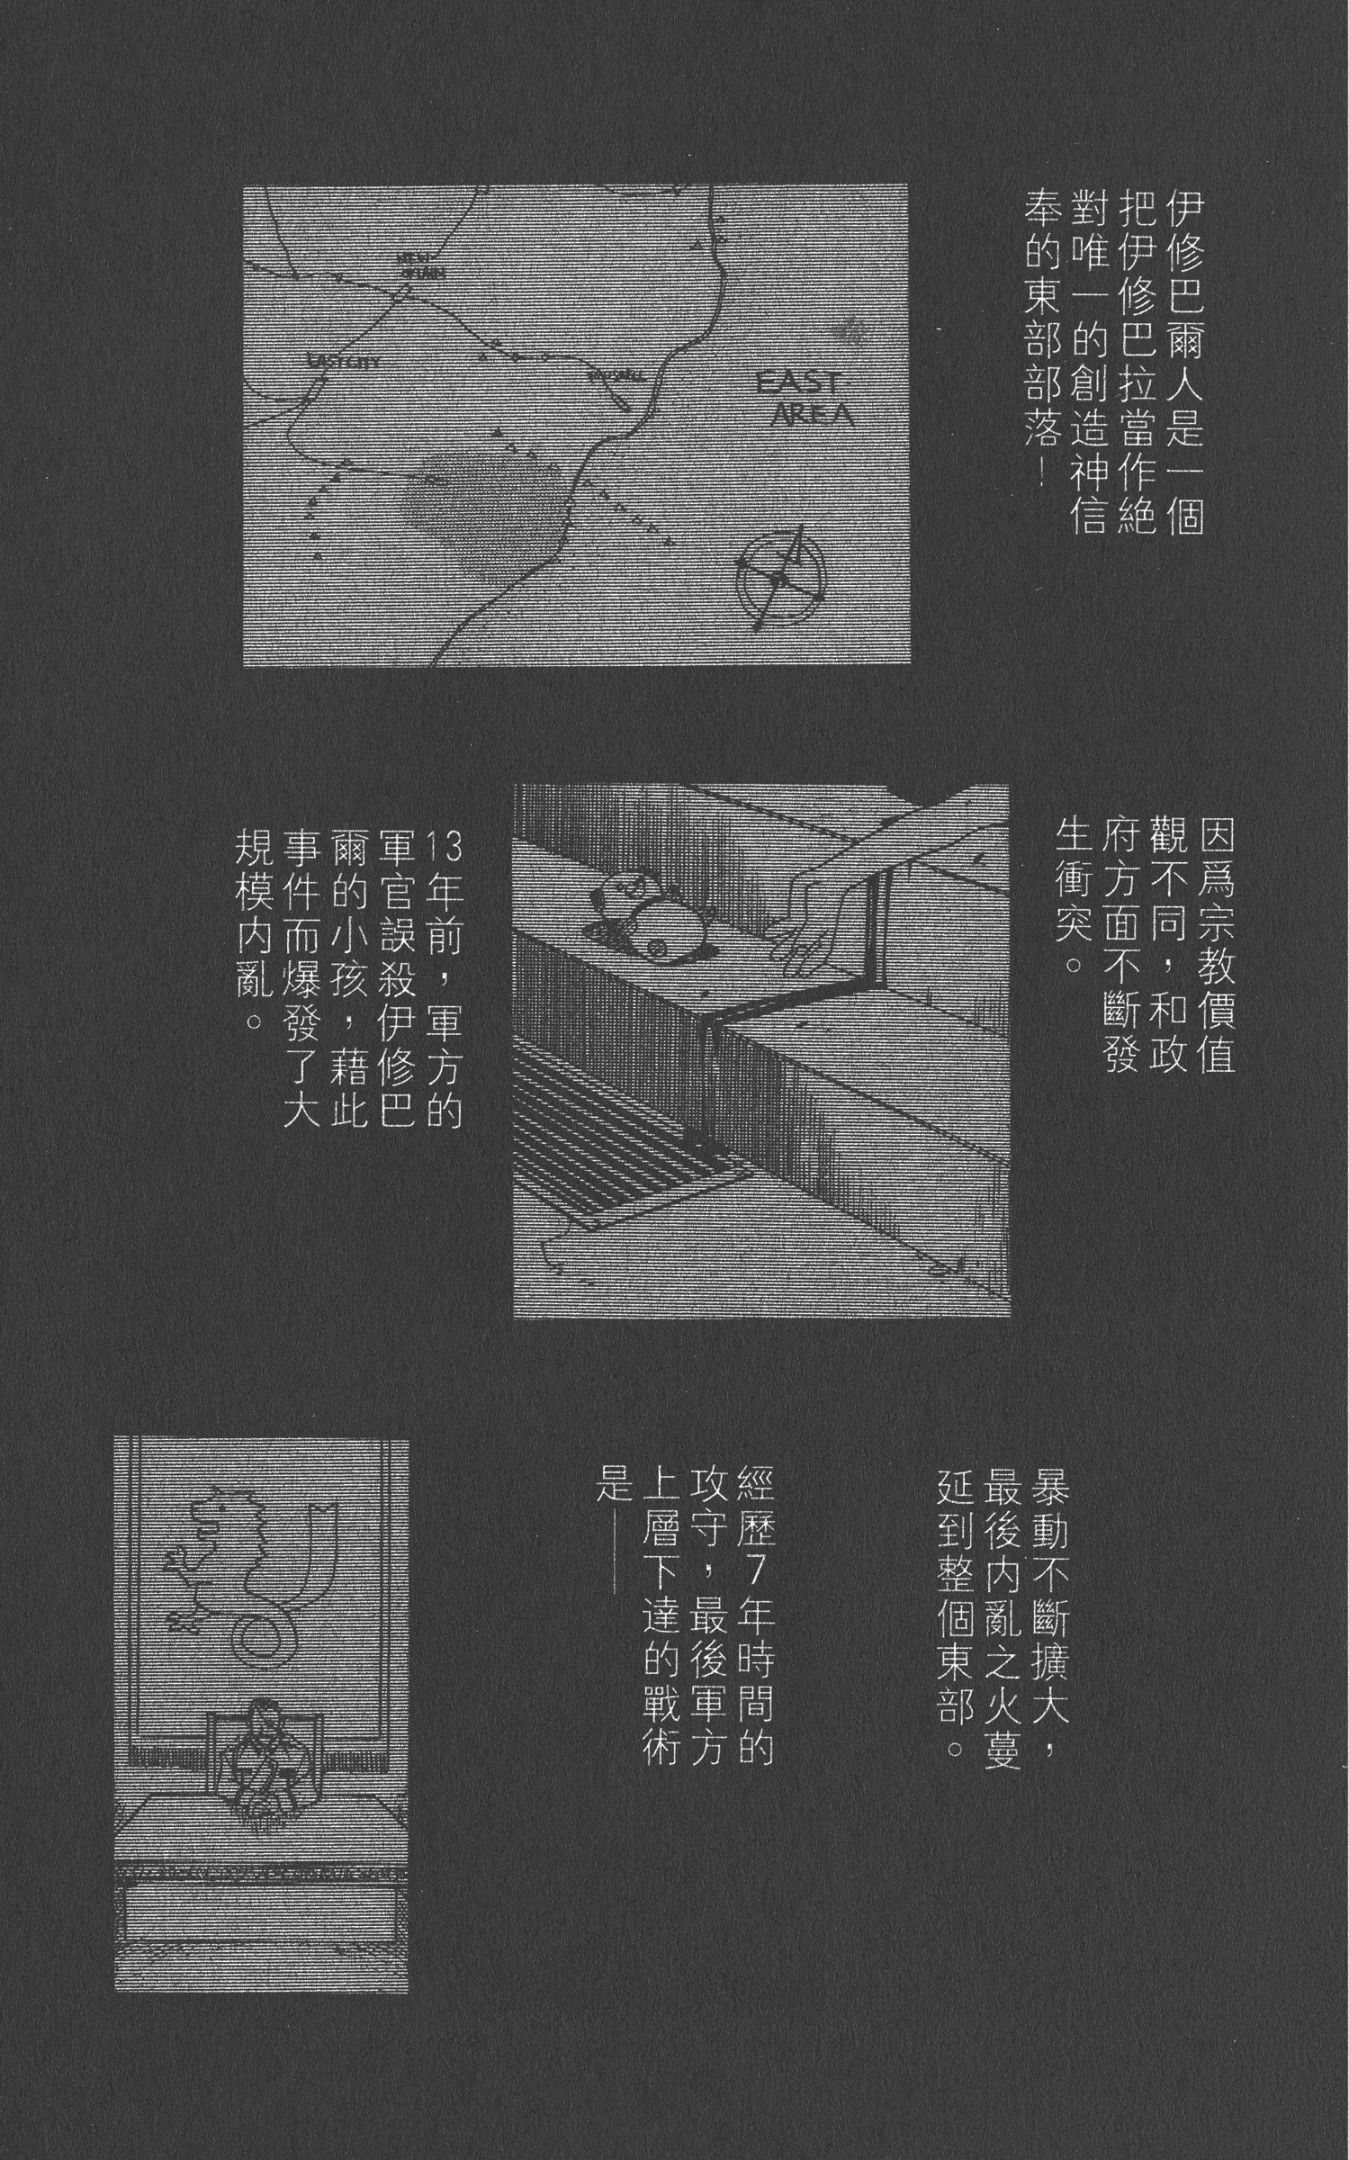 伊修巴爾人是一個
把伊修巴拉當作絶
對唯一的創造神信
奉的東部部落！
NEW
OPTAIN
EAST CITY
EAST
AREA
因爲宗教價值
觀不同，和政
府方面不斷發
生衝突。
13年前，軍方的
軍官誤殺伊修巴
爾的小孩，藉此
事件而爆發了大
規模內亂。
暴動不斷擴大，
最後內亂之火蔓
延到整個東部。
經歷7年時間的
攻守，最後軍方
上層下達的戰術
是——